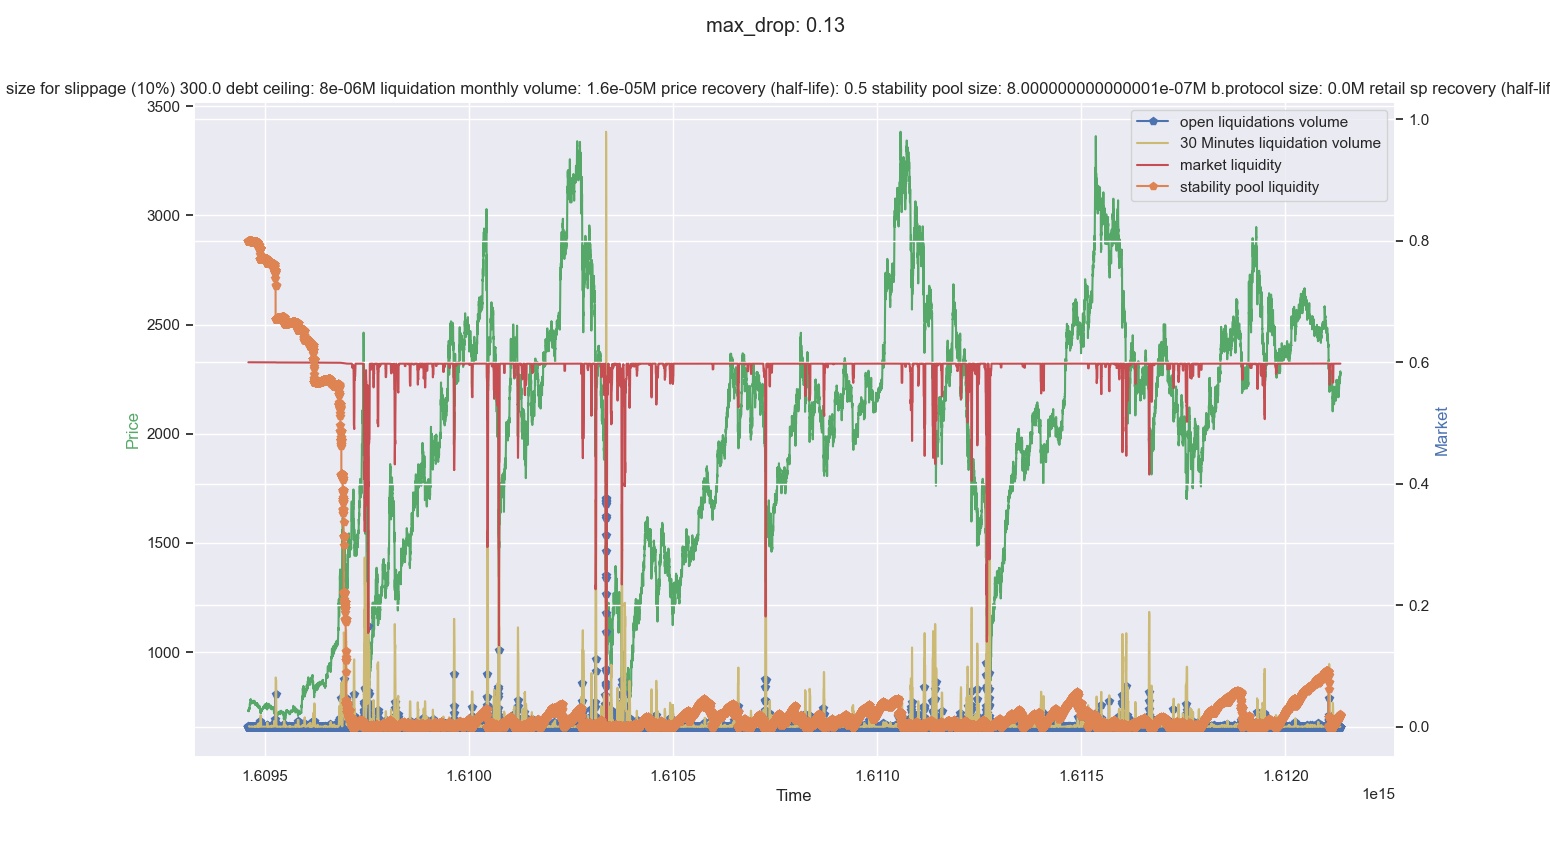 max_drop: 0.13
size for slippage (10%) 300.0 debt ceiling: 8e-06M liquidation monthly volume: 1.6e-05M price recovery (half-life): 0.5 stability pool size: 8.000000000000001e-07M b.protocol size: 0.0M retail sp recovery (half-lif
3500
3000
2500
2000
1500
1000
Price
open liquidations volume
30 Minutes liquidation volume
market liquidity
stability pool liquidity
1.0
0.8
0.6
0.4
0.2
0.0
Market
1.6095
1.6100
1.6105
1.6110
1.6115
1.6120
Time
1e15